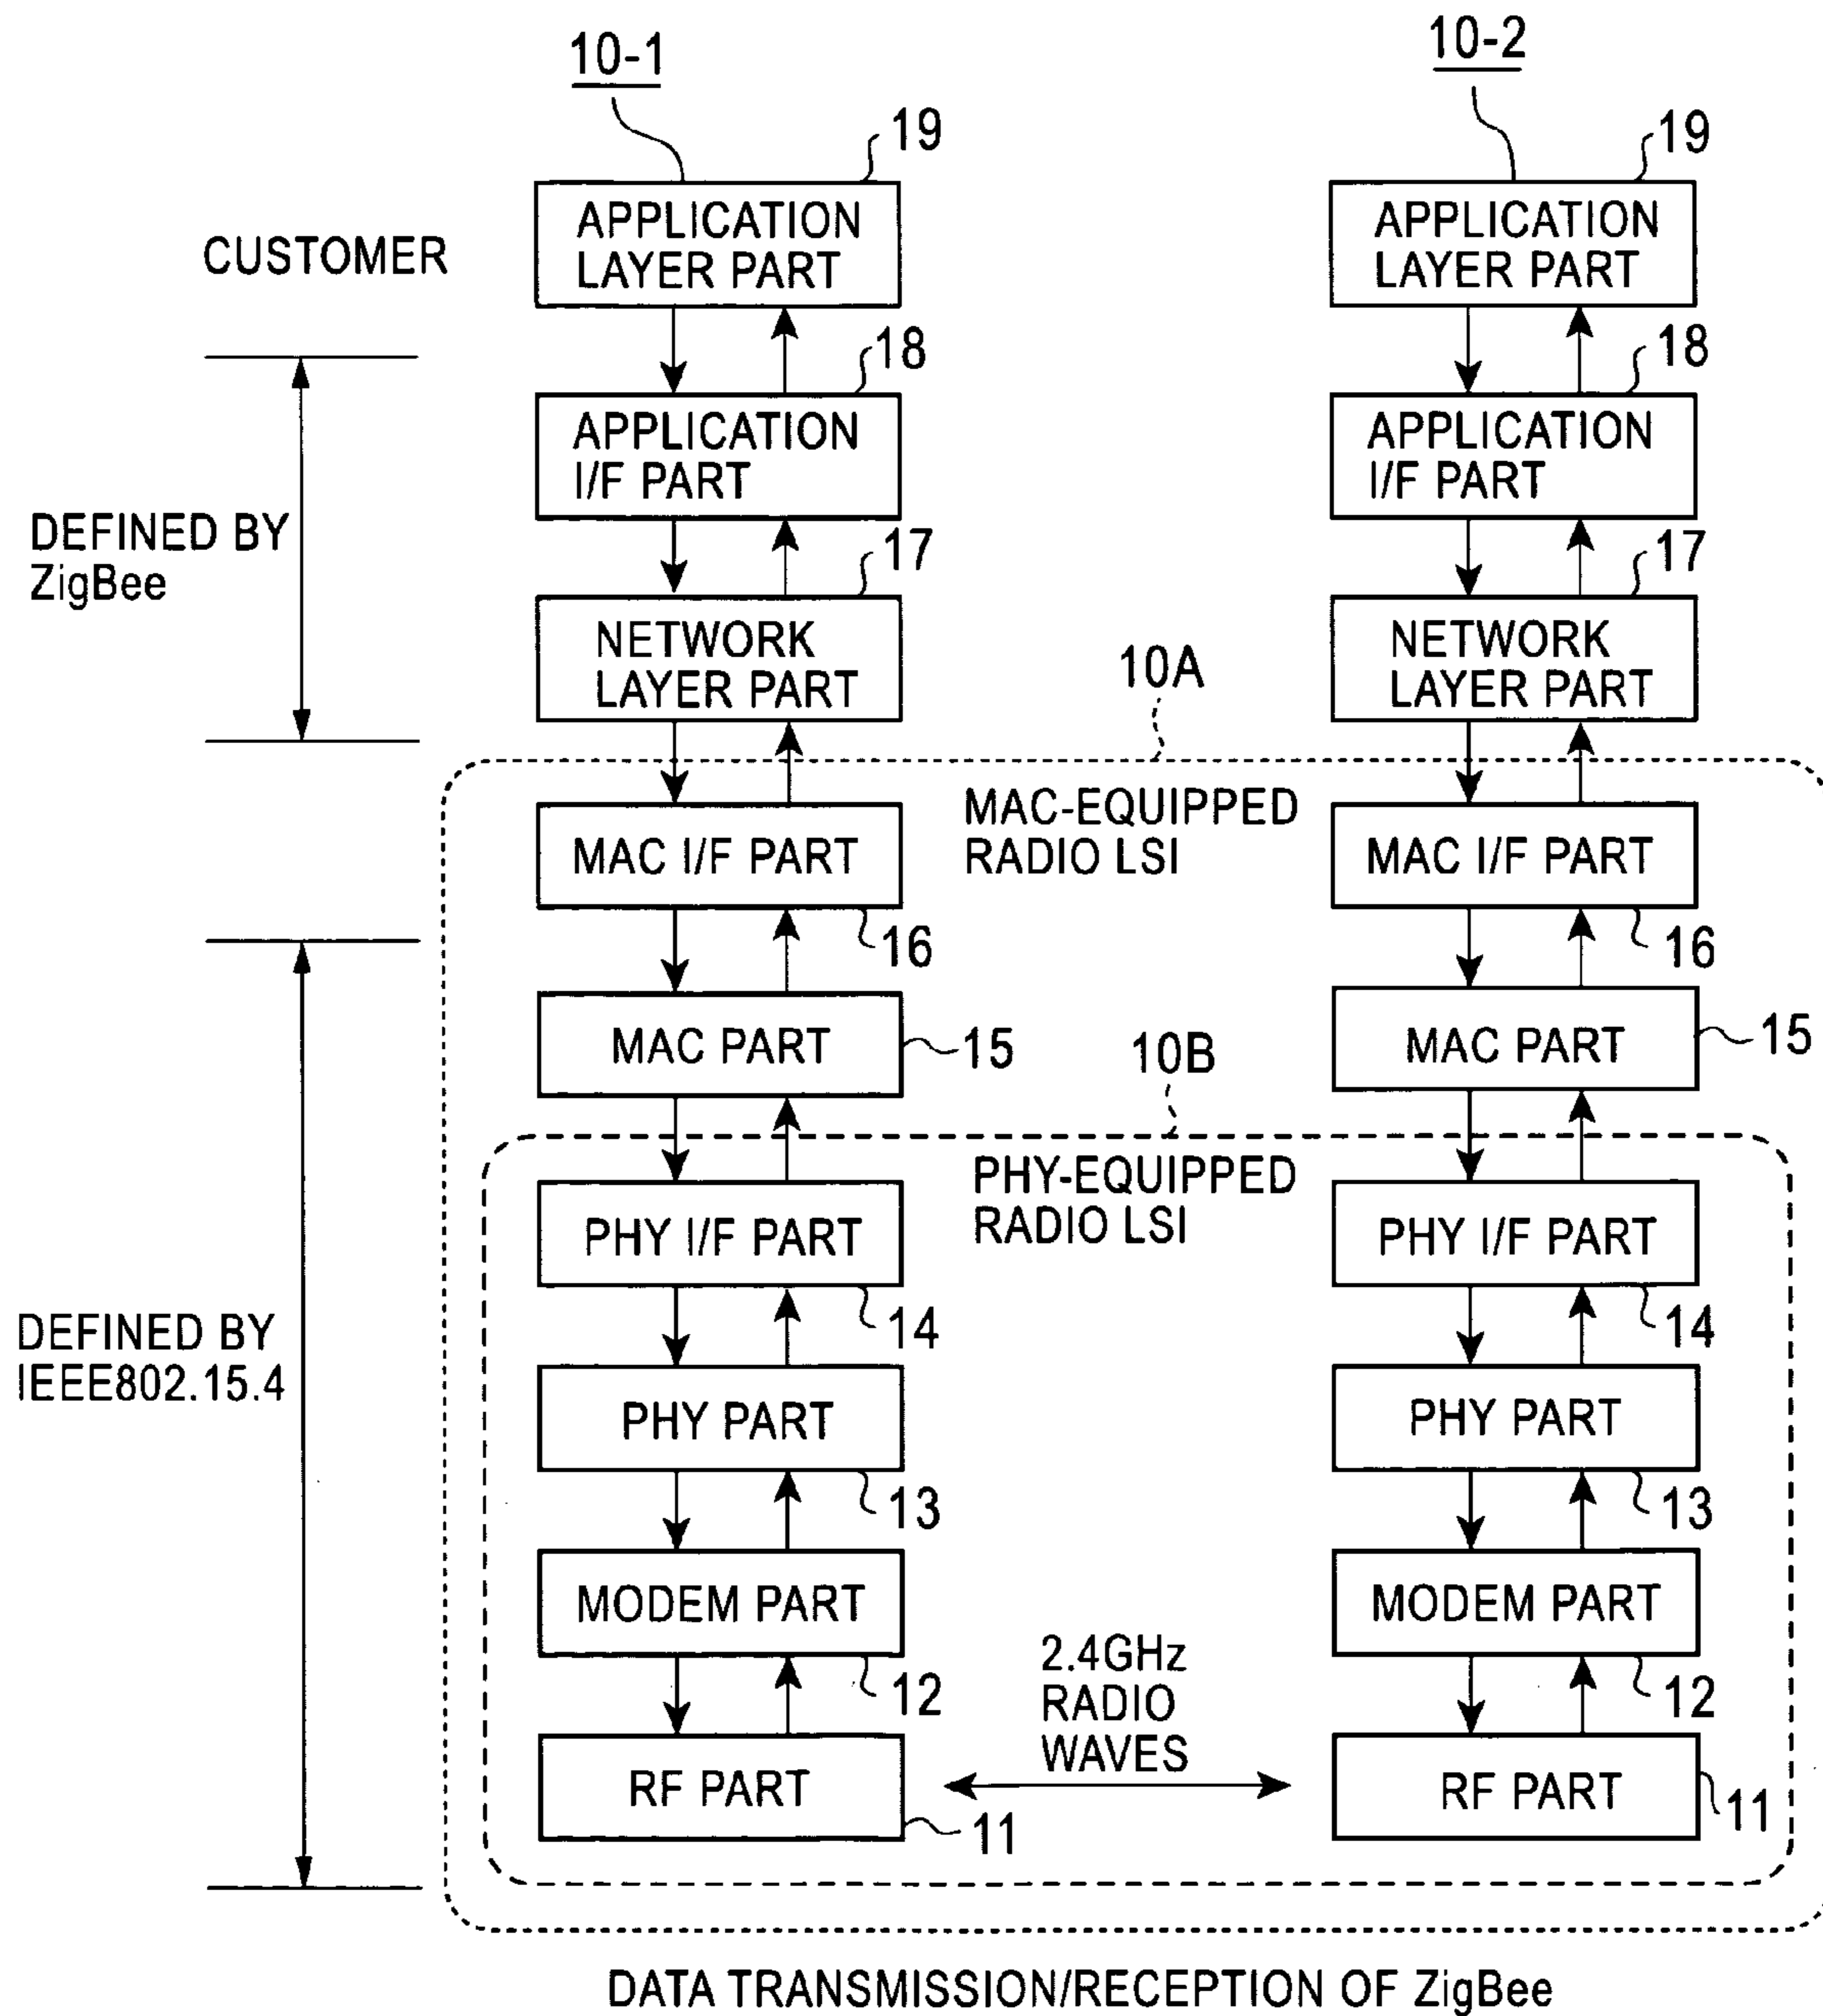 10-1
10-2
19
19
CUSTOMER
APPLICATION
LAYER PART
APPLICATION
LAYER PART
18
18
APPLICATION
I/F PART
APPLICATION
I/F PART
DEFINED BY
ZigBee
17
17
NETWORK
LAYER PART
NETWORK
LAYER PART
10A
MAC-EQUIPPED
RADIO LSI
MAC I/F PART
MAC I/F PART
16
16
MAC PART
15
MAC PART
15
10B
PHY-EQUIPPED
RADIO LSI
PHY I/F PART
PHY I/F PART
14
14
DEFINED BY
IEEE802.15.4
PHY PART
PHY PART
13
13
MODEM PART
MODEM PART
12
12
2.4GHz
RADIO
WAVES
RF PART
11
RF PART
11
DATA TRANSMISSION/RECEPTION OF ZigBee